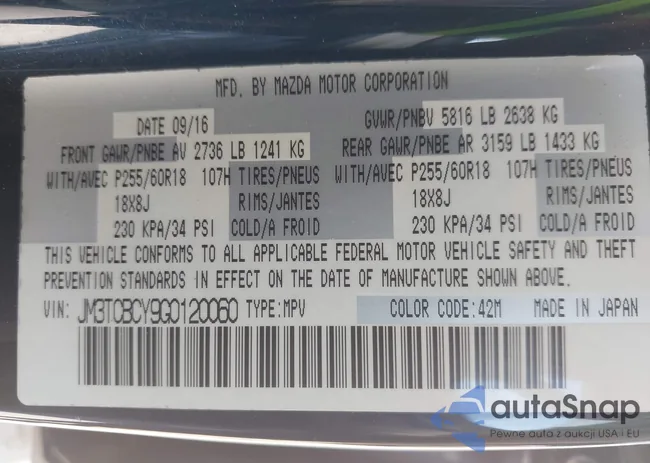 MFD. BY MAZDA MOTOR CORPORATION
DATE 09/16 GVWR/PNBV 5816 LB 2638 KG
FRONT GAWR/PNBE AV 2736 LB 1241 KG REAR GAWR/PNBE AR 3159 LB 1433 KG
WITH/AVEC P255/60R18 107H TIRES/PNEUS WITH/AVEC P255/60R18 107H TIRES/PNEUS
18X8J RIMS/JANTES 18X8J RIMS/JANTES
230 KPA/34 PSI COLD/A FROID 230 KPA/34 PSI COLD/A FROID
THIS VEHICLE CONFORMS TO ALL APPLICABLE FEDERAL MOTOR VEHICLE SAFETY AND THEFT
PREVENTION STANDARDS IN EFFECT ON THE DATE OF MANUFACTURE SHOWN ABOVE.
VIN: JM3TCBCY9G0120060 TYPE:MPV COLOR CODE:42M MADE IN JAPAN
autaSnap
Pewne auta z aukcji USA i EU